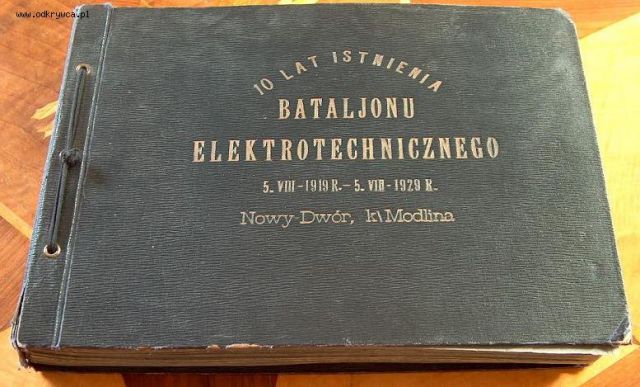 www.odkrywca.pl
10 LAT ISTNIENIA
BATALJONU
ELEKTROTECHNICZNEGO
5. VIII - 1919 R. - 5. VIII - 1929 R.
Nowy-Dwór, k\Modlina